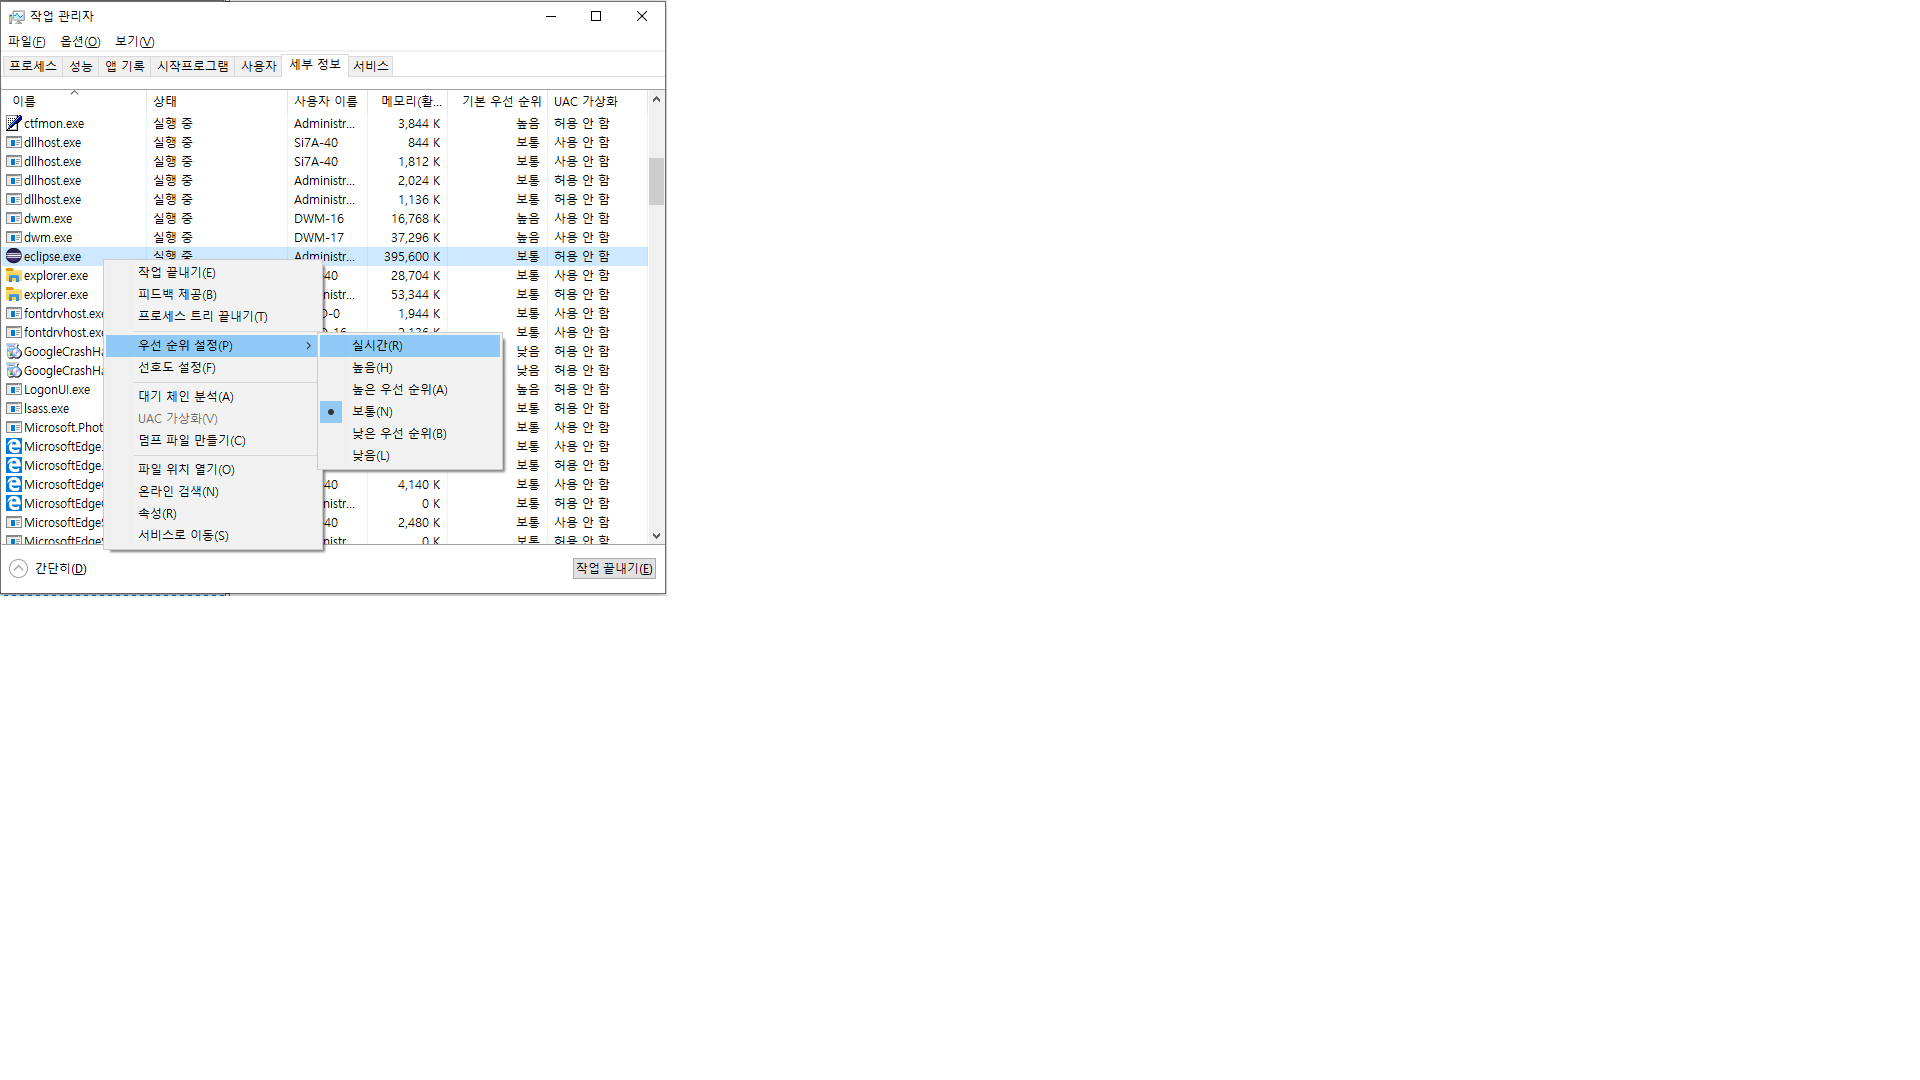 작업 관리자
파일(F) 옵션(O) 보기(V)
프로세스 성능 앱 기록 시작프로그램 사용자 세부 정보 서비스
이름 상태 사용자 이름 메모리(활... 기본 우선 순위 UAC 가상화
ctfmon.exe 실행 중 Administr... 3,844 K 높음 허용 안 함
dllhost.exe 실행 중 Si7A-40 844 K 보통 사용 안 함
dllhost.exe 실행 중 Si7A-40 1,812 K 보통 사용 안 함
dllhost.exe 실행 중 Administr... 2,024 K 보통 허용 안 함
dllhost.exe 실행 중 Administr... 1,136 K 보통 허용 안 함
dwm.exe 실행 중 DWM-16 16,768 K 높음 사용 안 함
dwm.exe 실행 중 DWM-17 37,296 K 높음 사용 안 함
eclipse.exe 실행 중 Administr... 395,600 K 보통 허용 안 함
explorer.exe 40 28,704 K 보통 허용 안 함
explorer.exe nistr... 53,344 K 보통 허용 안 함
fontdrvhost.exe D-0 1,944 K 보통 사용 안 함
fontdrvhost.exe 보통 사용 안 함
GoogleCrashHa 낮음 허용 안 함
GoogleCrashHa 낮음 허용 안 함
LogonUI.exe 높음 허용 안 함
lsass.exe 보통 허용 안 함
Microsoft.Phot 보통 사용 안 함
MicrosoftEdge. 보통 사용 안 함
MicrosoftEdge. 보통 허용 안 함
MicrosoftEdge 40 4,140 K 보통 사용 안 함
MicrosoftEdge nistr... 0 K 보통 허용 안 함
MicrosoftEdgeS 40 2,480 K 보통 사용 안 함
MicrosoftEdgeS nistr 0 K 보통 허용 안 함
작업 끝내기(E)
피드백 제공(B)
프로세스 트리 끝내기(T)
우선 순위 설정(P)
선호도 설정(F)
대기 체인 분석(A)
UAC 가상화(V)
덤프 파일 만들기(C)
파일 위치 열기(O)
온라인 검색(N)
속성(R)
서비스로 이동(S)
실시간(R)
높음(H)
높은 우선 순위(A)
보통(N)
낮은 우선 순위(B)
낮음(L)
간단히(D) 작업 끝내기(E)